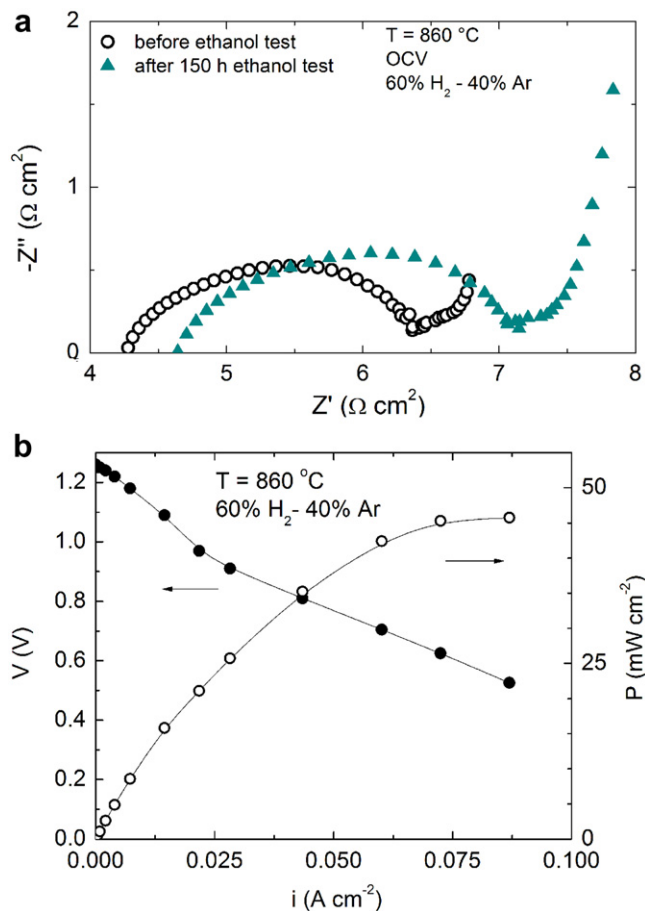 a
before ethanol test
after 150 h ethanol test
T = 860 °C
OCV
60% H₂ - 40% Ar
2
1
0
-Z'' (Ω cm²)
4 5 6 7 8
Z' (Ω cm²)
b
T = 860 °C
60% H₂- 40% Ar
1.2
1.0
0.8
0.6
0.4
0.2
0.0
V (V)
50
25
0
P (mW cm⁻²)
0.000 0.025 0.050 0.075 0.100
i (A cm⁻²)